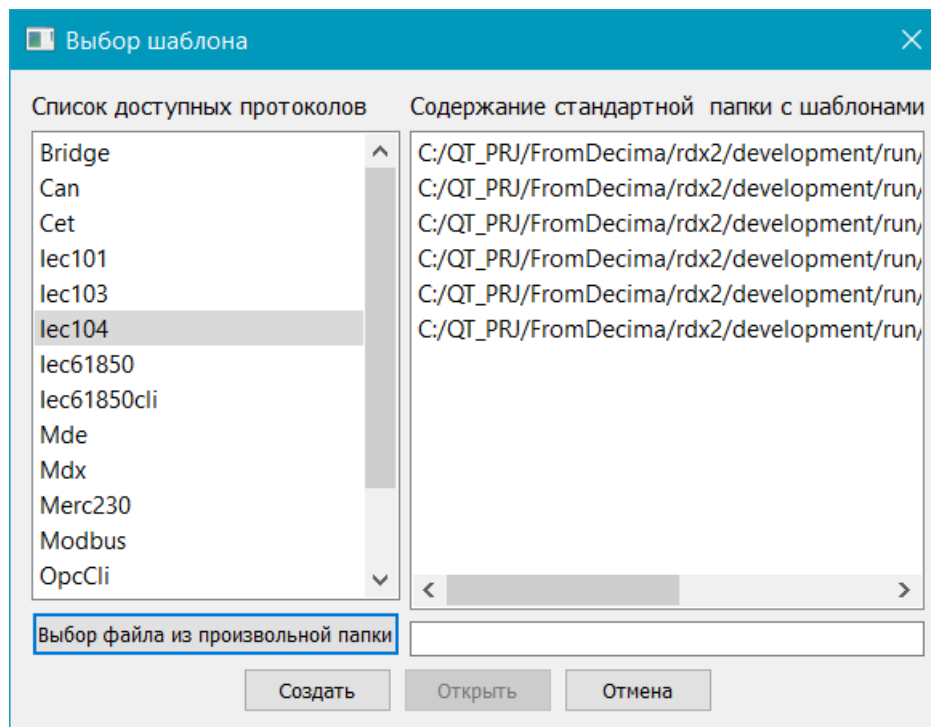 Выбор шаблона
Список доступных протоколов
Bridge
Can
Cet
Iec101
Iec103
Iec104
Iec61850
Iec61850cli
Mde
Mdx
Merc230
Modbus
OpcCli
Выбор файла из произвольной папки
Содержание стандартной папки с шаблонами
C:/QT_PRJ/FromDecima/rdx2/development/run/
C:/QT_PRJ/FromDecima/rdx2/development/run/
C:/QT_PRJ/FromDecima/rdx2/development/run/
C:/QT_PRJ/FromDecima/rdx2/development/run/
C:/QT_PRJ/FromDecima/rdx2/development/run/
C:/QT_PRJ/FromDecima/rdx2/development/run/
Создать
Открыть
Отмена